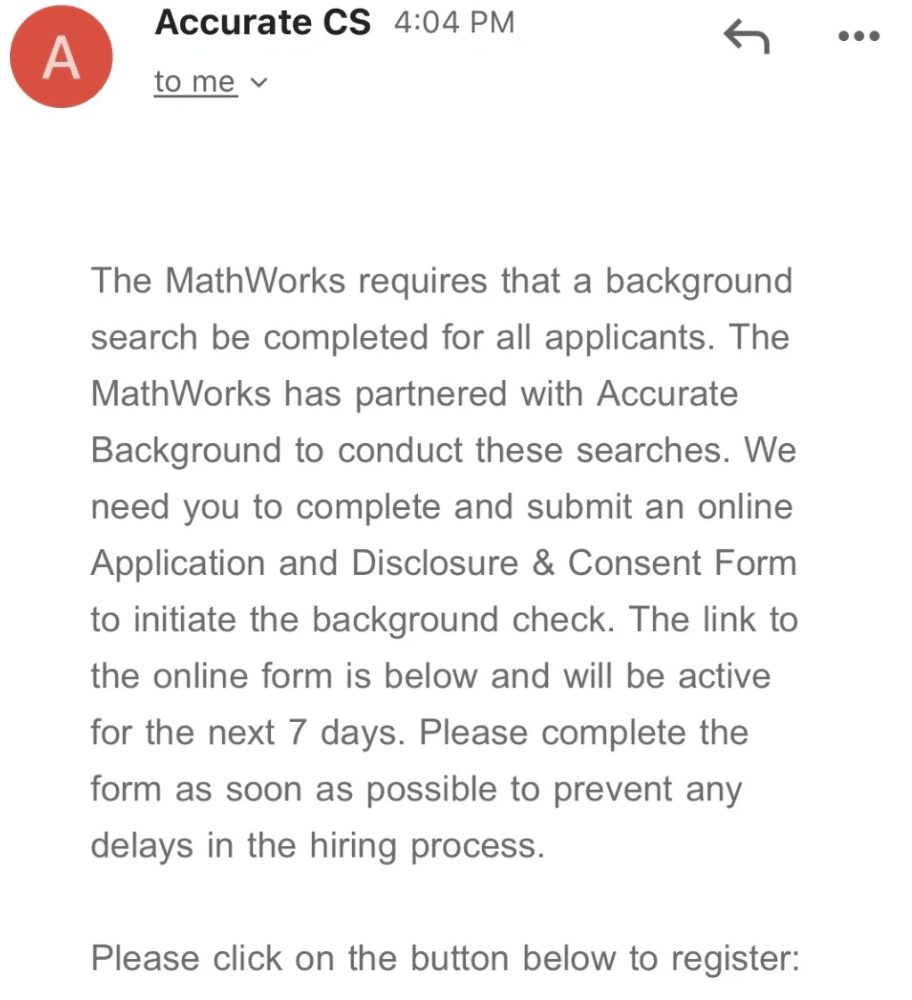 A
Accurate CS 4:04 PM
to me
The MathWorks requires that a background
search be completed for all applicants. The
MathWorks has partnered with Accurate
Background to conduct these searches. We
need you to complete and submit an online
Application and Disclosure & Consent Form
to initiate the background check. The link to
the online form is below and will be active
for the next 7 days. Please complete the
form as soon as possible to prevent any
delays in the hiring process.
Please click on the button below to register: